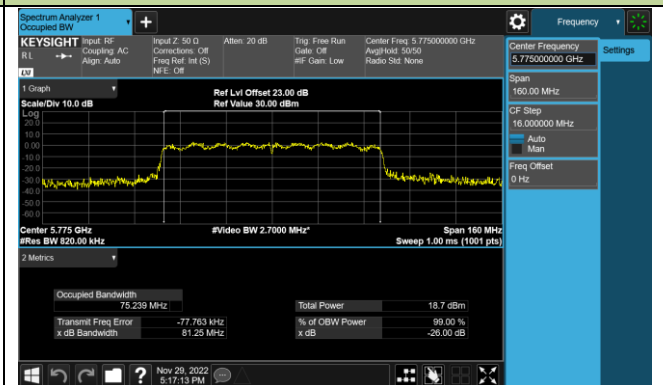 Spectrum Analyzer 1
Occupied BW
+
Frequency
KEYSIGHT
RL
LXI
Input: RF
Coupling: AC
Align: Auto
Input Z: 50 Ω
Corrections: Off
Freq Ref: Int (S)
NFE: Off
Atten: 20 dB
Trig: Free Run
Gate: Off
#IF Gain: Low
Center Freq: 5.775000000 GHz
Avg|Hold: 50/50
Radio Std: None
Center Frequency
5.775000000 GHz
Settings
Span
160.00 MHz
CF Step
16.000000 MHz
Auto
Man
Freq Offset
0 Hz
1 Graph
Scale/Div 10.0 dB
Ref Lvl Offset 23.00 dB
Ref Value 30.00 dBm
Log
20.0
10.0
0.00
-10.0
-20.0
-30.0
-40.0
-50.0
-60.0
Center 5.775 GHz
#Video BW 2.7000 MHz*
Span 160 MHz
#Res BW 820.00 kHz
Sweep 1.00 ms (1001 pts)
2 Metrics
Occupied Bandwidth
75.239 MHz
Total Power 18.7 dBm
Transmit Freq Error -77.763 kHz
% of OBW Power 99.00 %
x dB Bandwidth 81.25 MHz
x dB -26.00 dB
?
Nov 29, 2022
5:17:13 PM